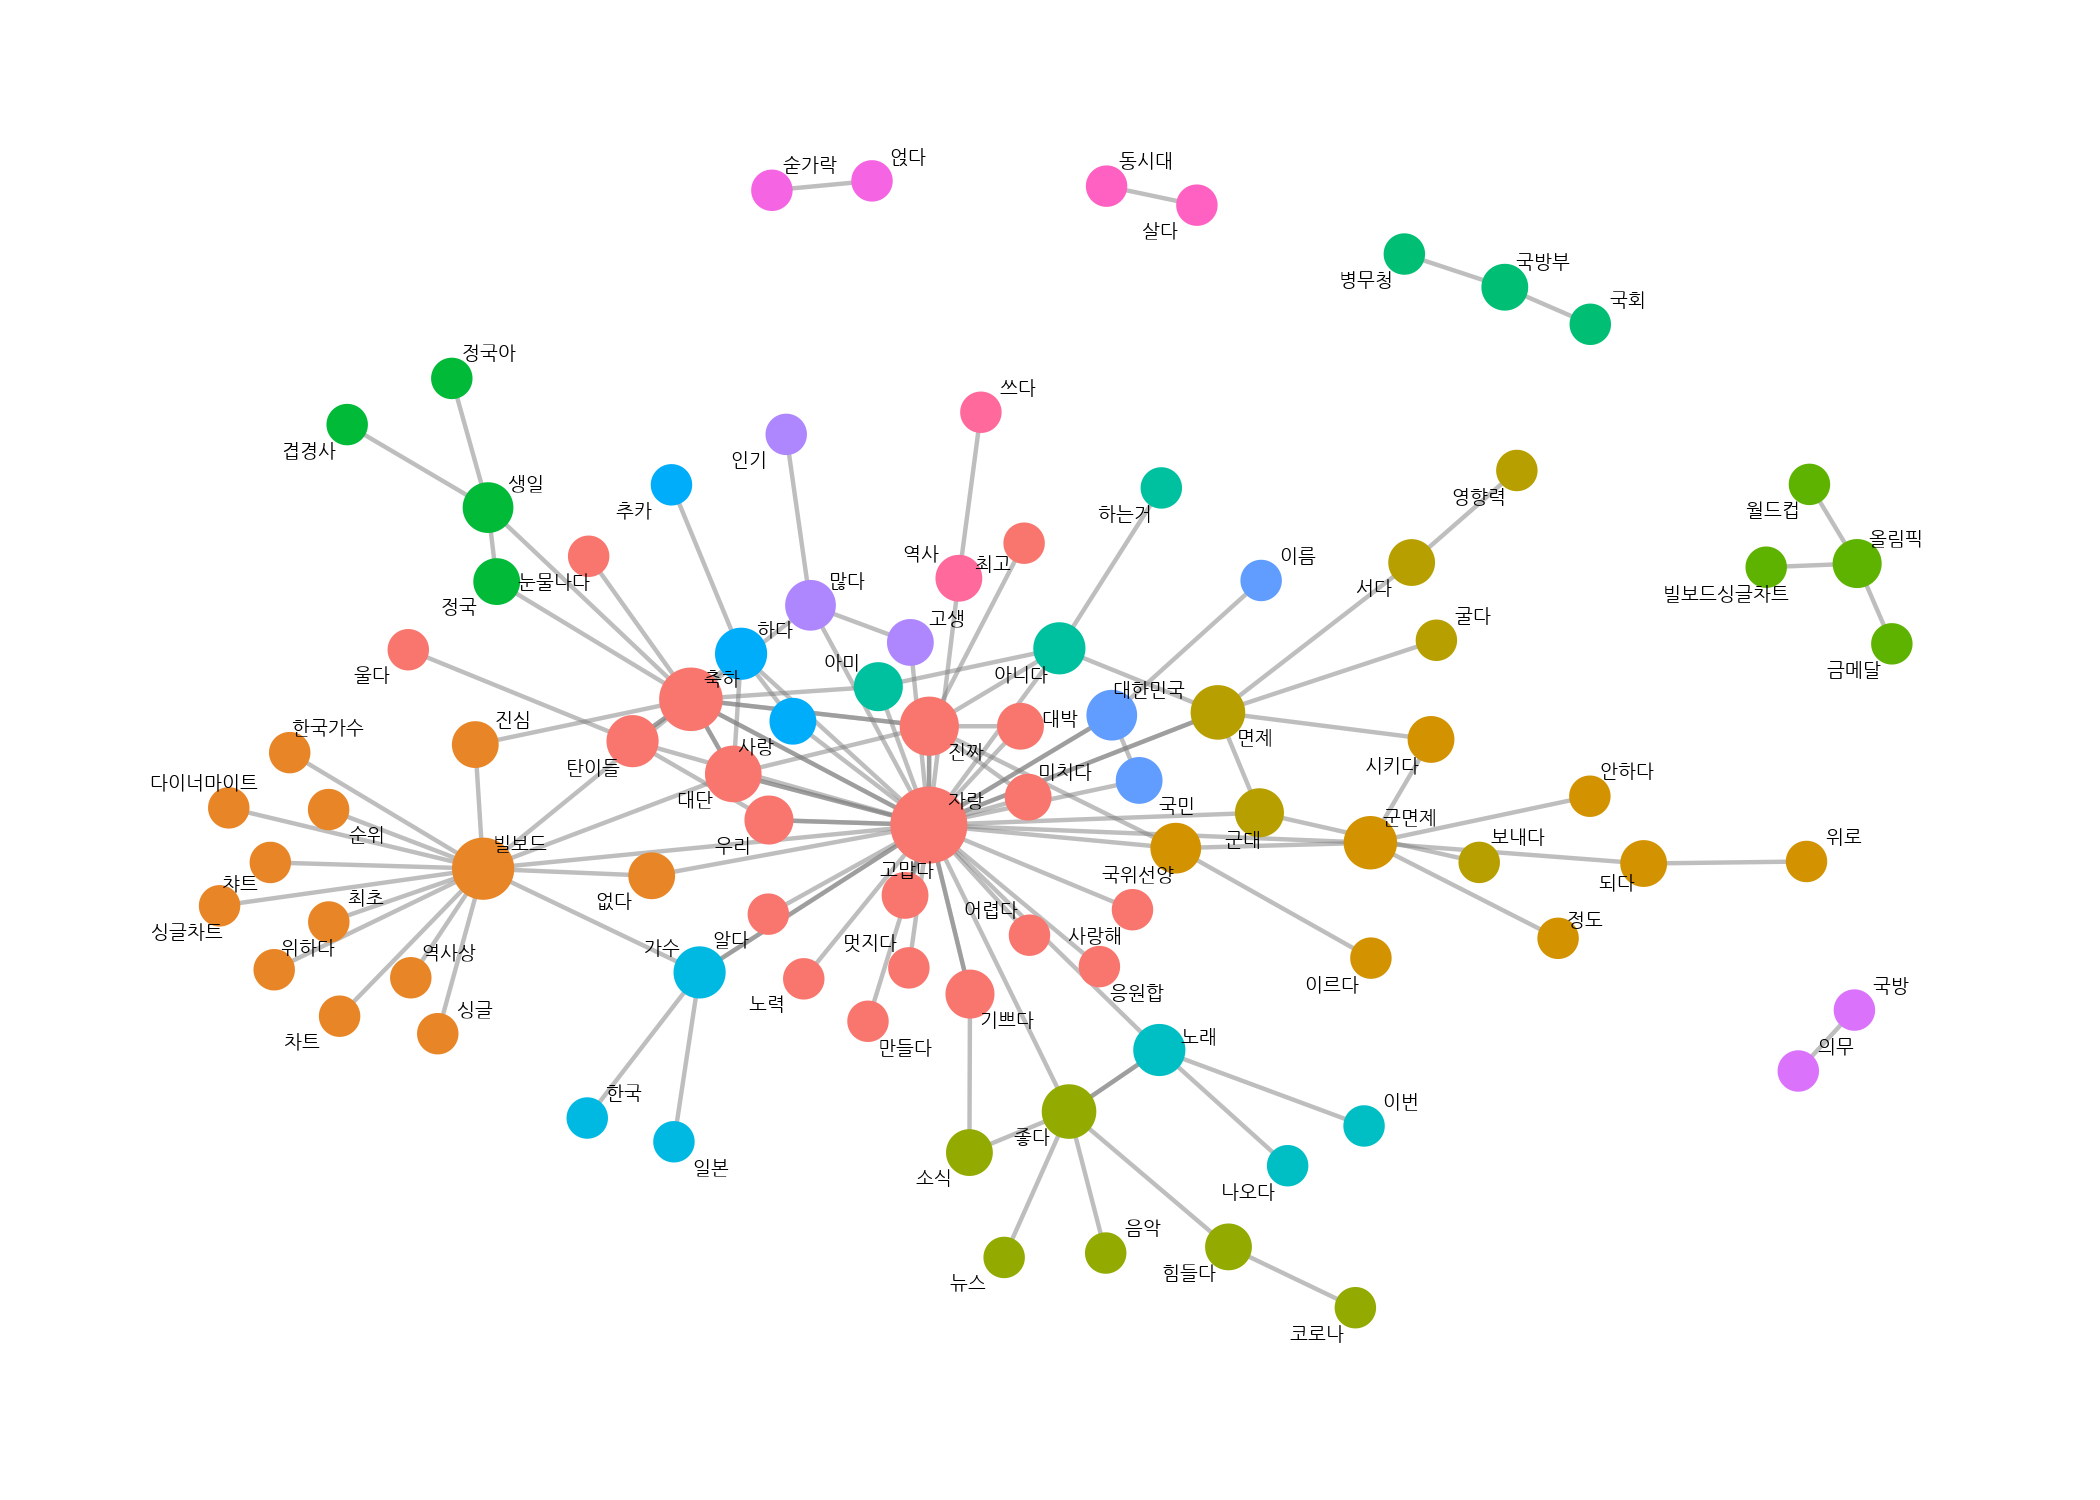 숟가락
얹다
동시대
살다
국방부
병무청
국회
정국아
겹경사
생일
정국
눈물나다
추카
인기
쓰다
역사
최고
하는거
영향력
서다
이름
굴다
월드컵
올림픽
빌보드싱글차트
금메달
많다
고생
하다
아미
아니다
축하
대한민국
울다
진심
한국가수
탄이들
사랑
진짜
대박
면제
시키다
안하다
다이너마이트
순위
빌보드
대단
자랑
미치다
국민
군면제
군대
보내다
위로
우리
차트
최초
싱글차트
없다
고맙다
국위선양
되다
정도
위하다
역사상
가수
알다
멋지다
어렵다
사랑해
이르다
국방
의무
싱글
차트
노력
만들다
기쁘다
응원합
노래
한국
일본
이번
좋다
소식
나오다
뉴스
음악
힘들다
코로나